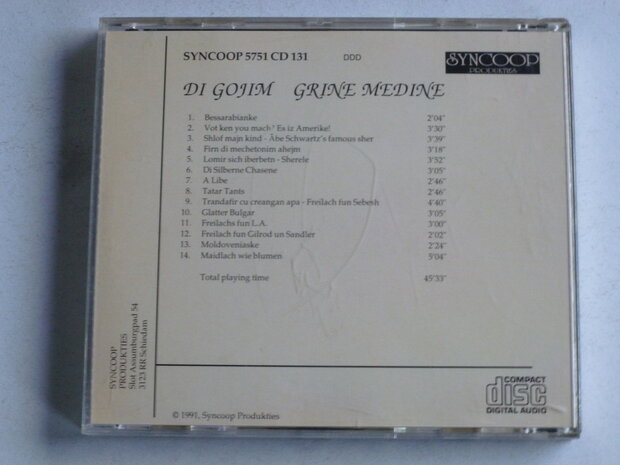 SYNCOOP 5751 CD 131 DDD
SYNCOOP
PRODUKTIES
DI GOJIM GRINE MEDINE
1. Bessarabianke 2'04"
2. Vot ken you mach? Es iz Amerike! 3'30"
3. Shlof majn kind - Abe Schwartz's famous sher 3'39"
4. Firn di mechetonim ahejm 3'18"
5. Lomir sich iberbetn - Sherele 3'52"
6. Di Silberne Chasene 3'05"
7. A Libe 2'46"
8. Tatar Tants 2'46"
9. Trandafir cu creangan apa - Freilach fun Sebesh 4'40"
10. Glatter Bulgar 3'05"
11. Freilachs fun L.A. 3'00"
12. Freilach fun Gilrod un Sandler 2'02"
13. Moldoveniaske 2'24"
14. Maidlach wie blumen 5'04"
Total playing time 45'33"
SYNCOOP
PRODUKTIES
Slot Assumburgpad 54
3123 RR Schiedam
© 1991, Syncoop Produkties
COMPACT
disc
DIGITAL AUDIO